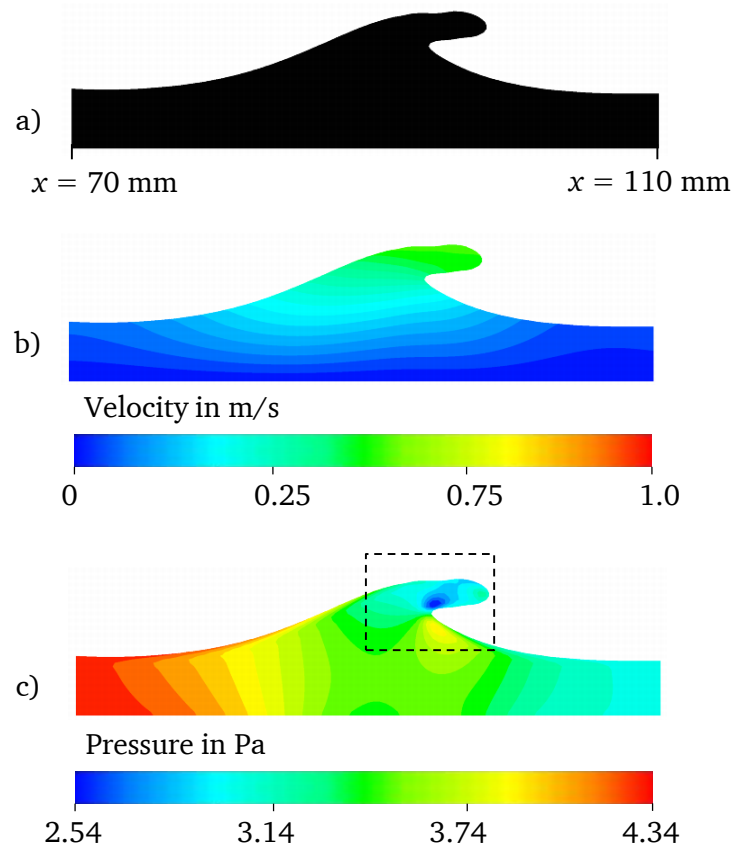 a)
x = 70 mm
x = 110 mm
b)
Velocity in m/s
0 0.25 0.75 1.0
c)
Pressure in Pa
2.54 3.14 3.74 4.34